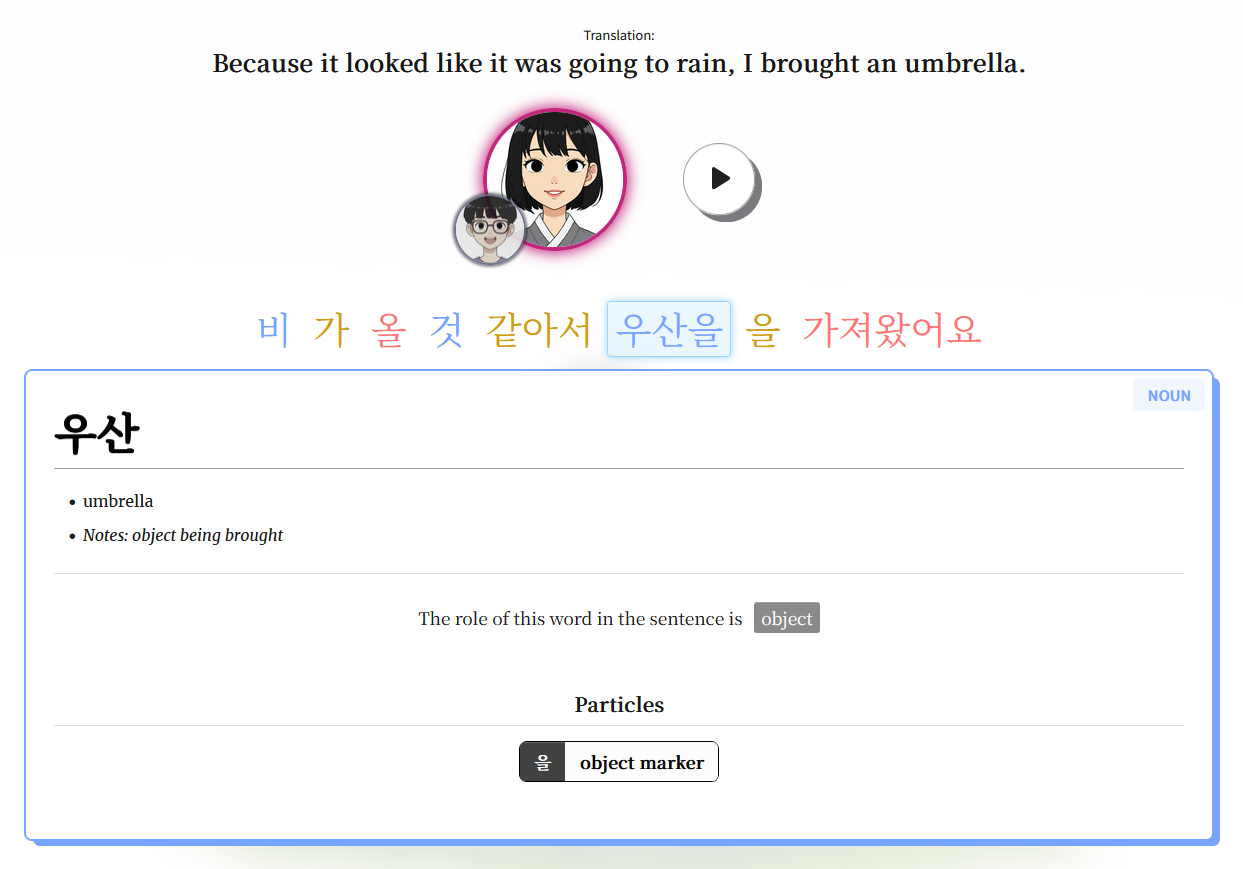 Translation:
Because it looked like it was going to rain, I brought an umbrella.
비 가 올 것 같아서 우산을 을 가져왔어요
NOUN
우산
• umbrella
• Notes: object being brought
The role of this word in the sentence is object
Particles
을 object marker